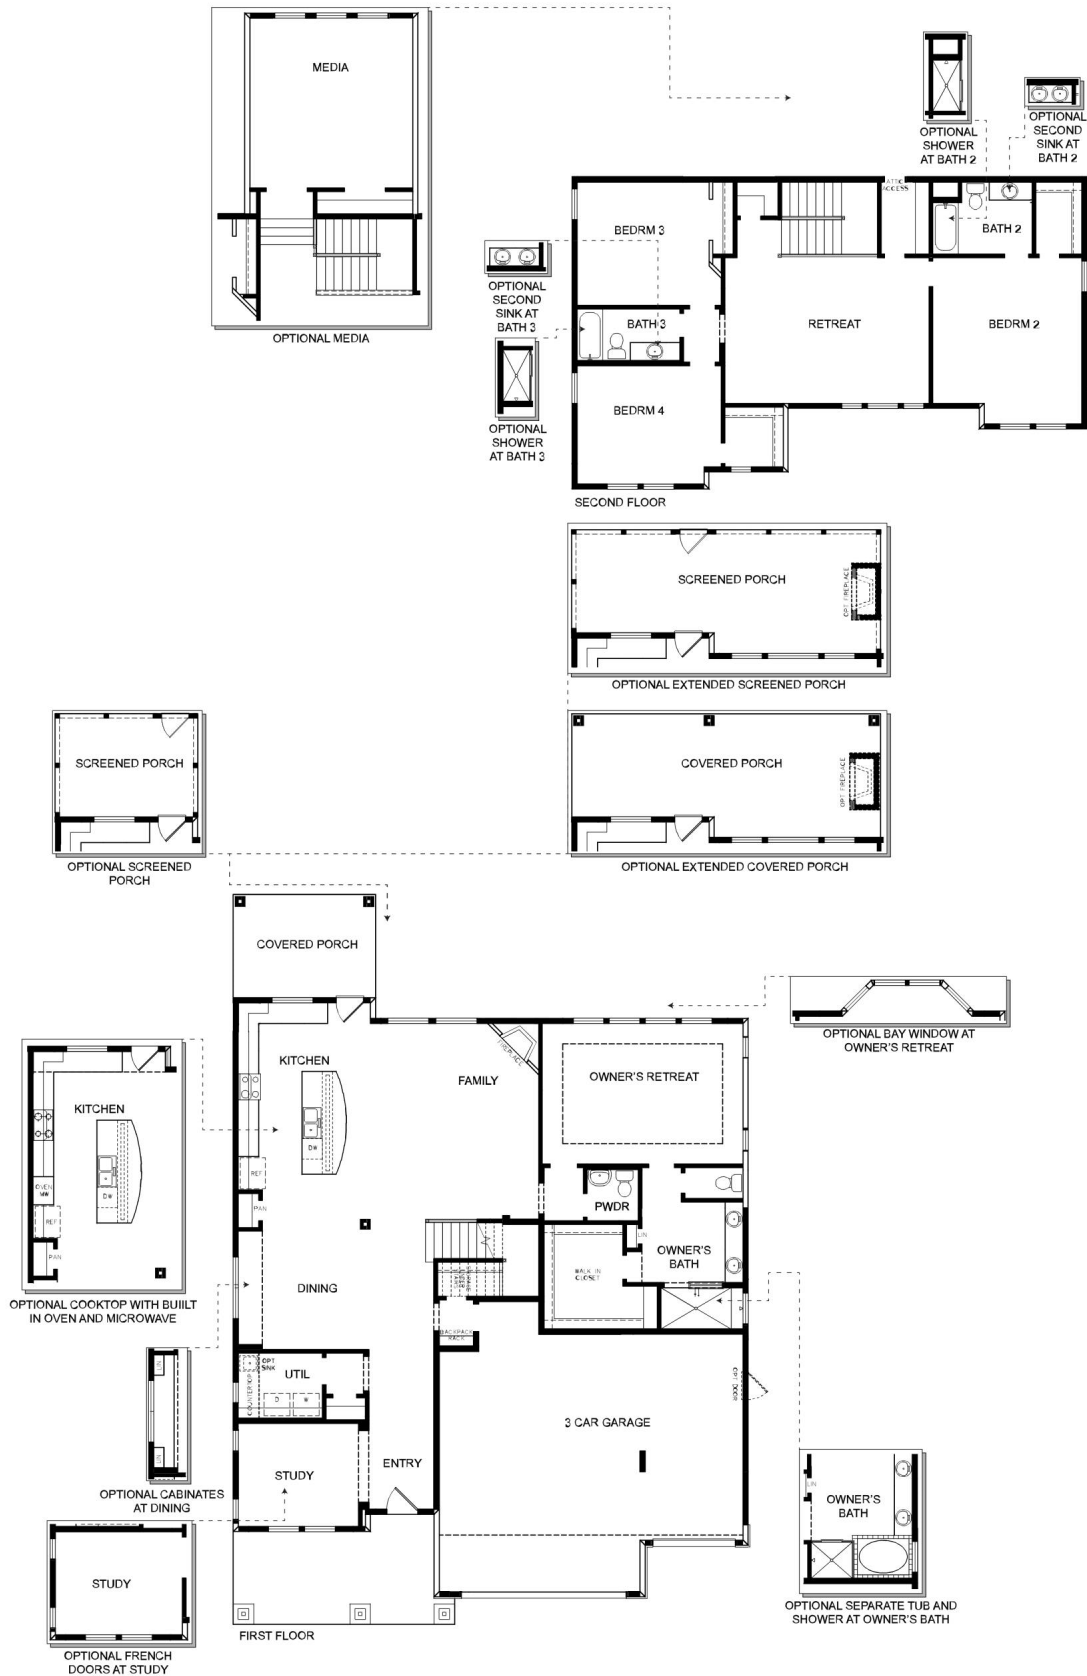 MEDIA
OPTIONAL MEDIA
OPTIONAL
SHOWER
AT BATH 2
OPTIONAL
SECOND
SINK AT
BATH 2
ATTIC
ACCESS
BEDRM 3
BATH 2
OPTIONAL
SECOND
SINK AT
BATH 3
BATH 3
RETREAT
BEDRM 2
BEDRM 4
OPTIONAL
SHOWER
AT BATH 3
SECOND FLOOR
SCREENED PORCH
OPT FIREPLACE
OPTIONAL EXTENDED SCREENED PORCH
SCREENED PORCH
OPTIONAL SCREENED
PORCH
COVERED PORCH
OPT FIREPLACE
OPTIONAL EXTENDED COVERED PORCH
COVERED PORCH
OPTIONAL BAY WINDOW AT
OWNER'S RETREAT
KITCHEN
FIREPLACE
FAMILY
OWNER'S RETREAT
DW
REF
PAN
KITCHEN
OVEN
MW
DW
REF
PAN
OPTIONAL COOKTOP WITH BUILT
IN OVEN AND MICROWAVE
PWDR
LIN
OWNER'S
BATH
WALK IN
CLOSET
DINING
UNDER
STAIR
BACKPACK
RACK
OPT
SINK
UTIL
COUNTERTOP
D
W
OPT DOOR
3 CAR GARAGE
LIN
LIN
OPTIONAL CABINATES
AT DINING
STUDY
ENTRY
STUDY
OPTIONAL FRENCH
DOORS AT STUDY
LIN
OWNER'S
BATH
OPTIONAL SEPARATE TUB AND
SHOWER AT OWNER'S BATH
FIRST FLOOR